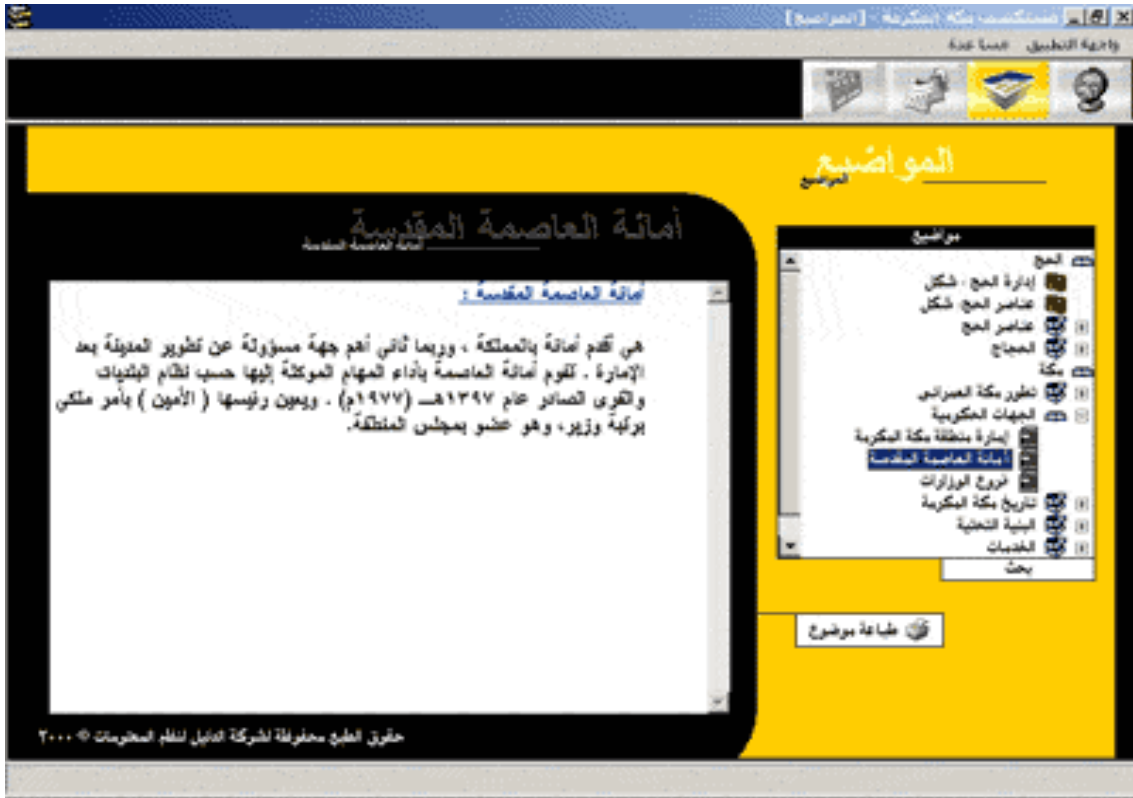 مستكشف مكة المكرمة - [المواضيع]
واجهة التطبيق مساعدة
المواضيع
المواضيع
أمانة العاصمة المقدسة
أمانة العاصمة المقدسة
مواضيع
الحج
إدارة الحج - شكل
عناصر الحج - شكل
عناصر الحج
الحجاج
مكة
تطور مكة العمراني
الجهات الحكومية
إمارة منطقة مكة المكرمة
أمانة العاصمة المقدسة
فروع الوزارات
تاريخ مكة المكرمة
البنية التحتية
الخدمات
بحث
طباعة موضوع
أمانة العاصمة المقدسة :
هي أقدم أمانة بالمملكة ، وربما ثاني أهم جهة مسؤولة عن تطوير المدينة بعد
الإمارة . تقوم أمانة العاصمة بأداء المهام الموكلة إليها حسب نظام البلديات
والقرى الصادر عام ١٣٩٧هـ (١٩٧٧م) . ويعين رئيسها ( الأمين ) بأمر ملكي
برتبة وزير، وهو عضو بمجلس المنطقة.
حقوق الطبع محفوظة لشركة الدليل لنظم المعلومات © ٢٠٠٠